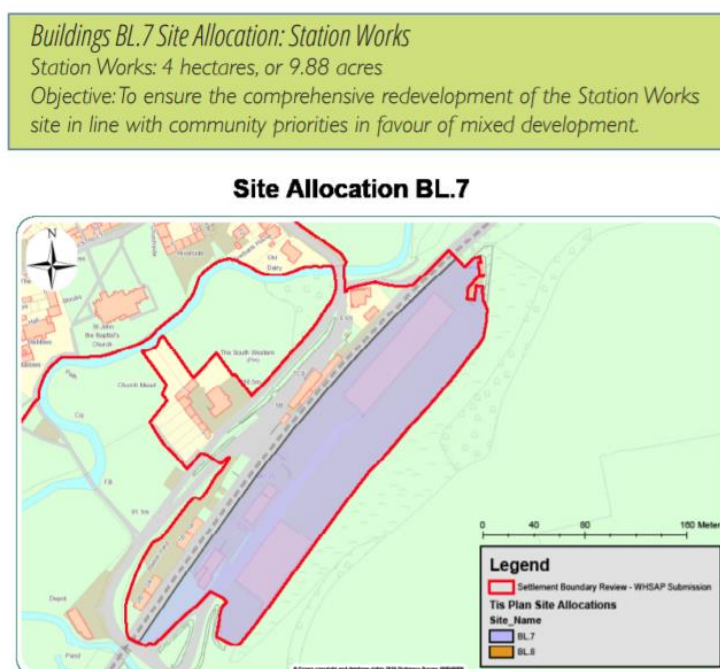 Buildings BL.7 Site Allocation: Station Works
Station Works: 4 hectares, or 9.88 acres
Objective: To ensure the comprehensive redevelopment of the Station Works
site in line with community priorities in favour of mixed development.
Site Allocation BL.7
N
Riverside
Old
Dairy
St John
the Baptist's
Church
The South Western
(PH)
Church Mead
Path
Depot
Pond
0 40 80 160 Meter
Legend
Settlement Boundary Review - WHSAP Submission
Tis Plan Site Allocations
Site_Name
BL.7
BL.8